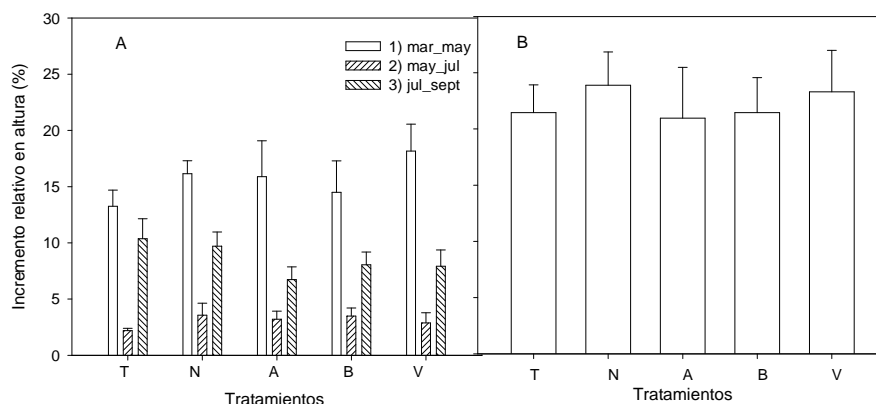 Incremento relativo en altura (%)
30
25
20
15
10
5
0
A
1) mar_may
2) may_jul
3) jul_sept
T N A B V
Tratamientos
B
T N A B V
Tratamientos